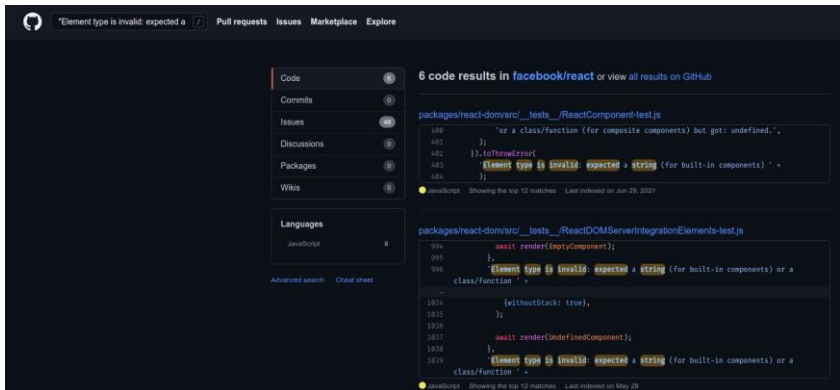 "Element type is invalid: expected a /
Pull requests Issues Marketplace Explore
Code 6
Commits 0
Issues 48
Discussions 0
Packages 0
Wikis 0
Languages
JavaScript 6
Advanced search Cheat sheet
6 code results in facebook/react or view all results on GitHub
packages/react-dom/src/__tests__/ReactComponent-test.js
400 'or a class/function (for composite components) but got: undefined.',
401 );
402 }).toThrowError(
403 'Element type is invalid: expected a string (for built-in components) ' +
404 );
JavaScript Showing the top 12 matches Last indexed on Jun 29, 2021
packages/react-dom/src/__tests__/ReactDOMServerIntegrationElements-test.js
994 await render(EmptyComponent);
995 },
996 'Element type is invalid: expected a string (for built-in components) or a
class/function ' +
…
1034 {withoutStack: true},
1035 );
1036
1037 await render(UndefinedComponent);
1038 },
1039 'Element type is invalid: expected a string (for built-in components) or a
class/function ' +
JavaScript Showing the top 12 matches Last indexed on May 28